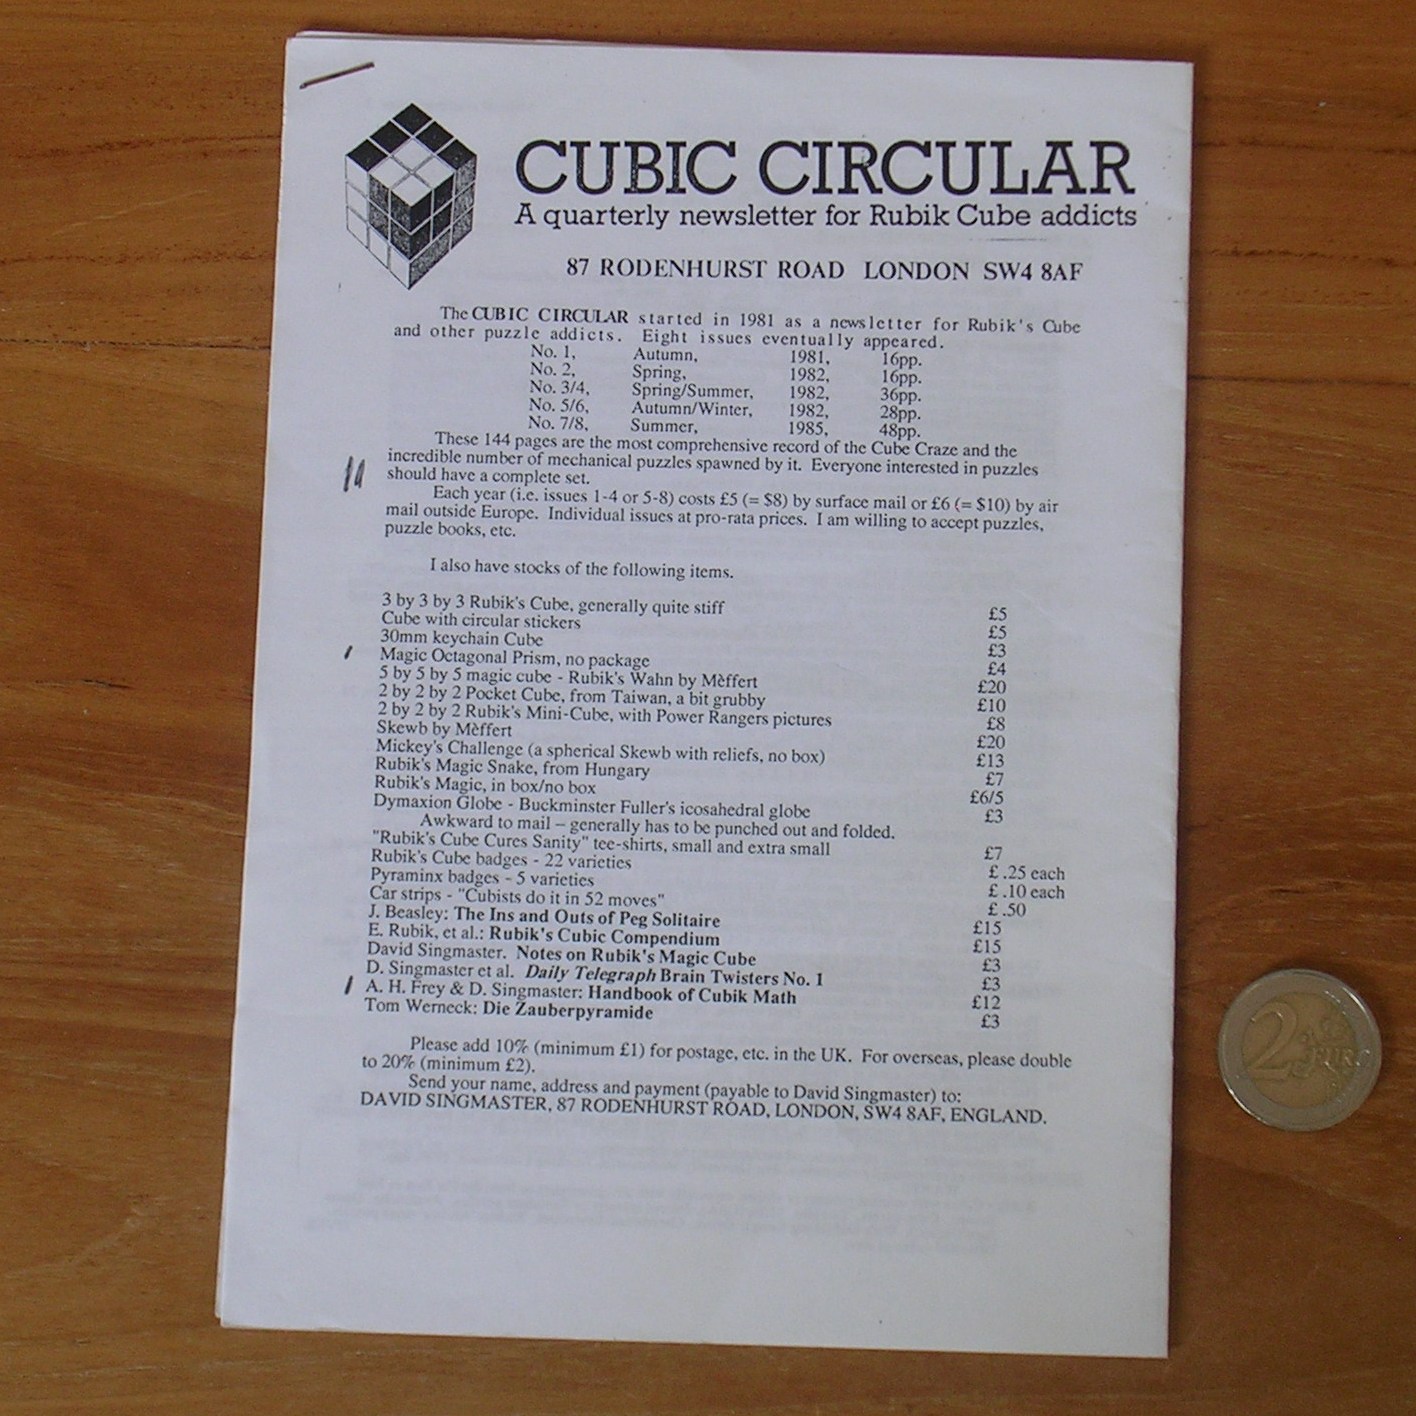 CUBIC CIRCULAR
A quarterly newsletter for Rubik Cube addicts
87 RODENHURST ROAD LONDON SW4 8AF
The CUBIC CIRCULAR started in 1981 as a newsletter for Rubik's Cube
and other puzzle addicts. Eight issues eventually appeared.
No. 1, Autumn, 1981, 16pp.
No. 2, Spring, 1982, 16pp.
No. 3/4, Spring/Summer, 1982, 36pp.
No. 5/6, Autumn/Winter, 1982, 28pp.
No. 7/8, Summer, 1985, 48pp.
These 144 pages are the most comprehensive record of the Cube Craze and the
incredible number of mechanical puzzles spawned by it. Everyone interested in puzzles
should have a complete set.
Each year (i.e. issues 1-4 or 5-8) costs £5 (= $8) by surface mail or £6 (= $10) by air
mail outside Europe. Individual issues at pro-rata prices. I am willing to accept puzzles,
puzzle books, etc.
I also have stocks of the following items.
3 by 3 by 3 Rubik's Cube, generally quite stiff £5
Cube with circular stickers £5
30mm keychain Cube £3
Magic Octagonal Prism, no package £4
5 by 5 by 5 magic cube - Rubik's Wahn by Mèffert £20
2 by 2 by 2 Pocket Cube, from Taiwan, a bit grubby £10
2 by 2 by 2 Rubik's Mini-Cube, with Power Rangers pictures £8
Skewb by Mèffert £20
Mickey's Challenge (a spherical Skewb with reliefs, no box) £13
Rubik's Magic Snake, from Hungary £7
Rubik's Magic, in box/no box £6/5
Dymaxion Globe - Buckminster Fuller's icosahedral globe £3
Awkward to mail – generally has to be punched out and folded.
"Rubik's Cube Cures Sanity" tee-shirts, small and extra small £7
Rubik's Cube badges - 22 varieties £ .25 each
Pyraminx badges - 5 varieties £ .10 each
Car strips - "Cubists do it in 52 moves" £ .50
J. Beasley: The Ins and Outs of Peg Solitaire £15
E. Rubik, et al.: Rubik's Cubic Compendium £15
David Singmaster. Notes on Rubik's Magic Cube £3
D. Singmaster et al. Daily Telegraph Brain Twisters No. 1 £3
A. H. Frey & D. Singmaster: Handbook of Cubik Math £12
Tom Werneck: Die Zauberpyramide £3
Please add 10% (minimum £1) for postage, etc. in the UK. For overseas, please double
to 20% (minimum £2).
Send your name, address and payment (payable to David Singmaster) to:
DAVID SINGMASTER, 87 RODENHURST ROAD, LONDON, SW4 8AF, ENGLAND.
2 EURO